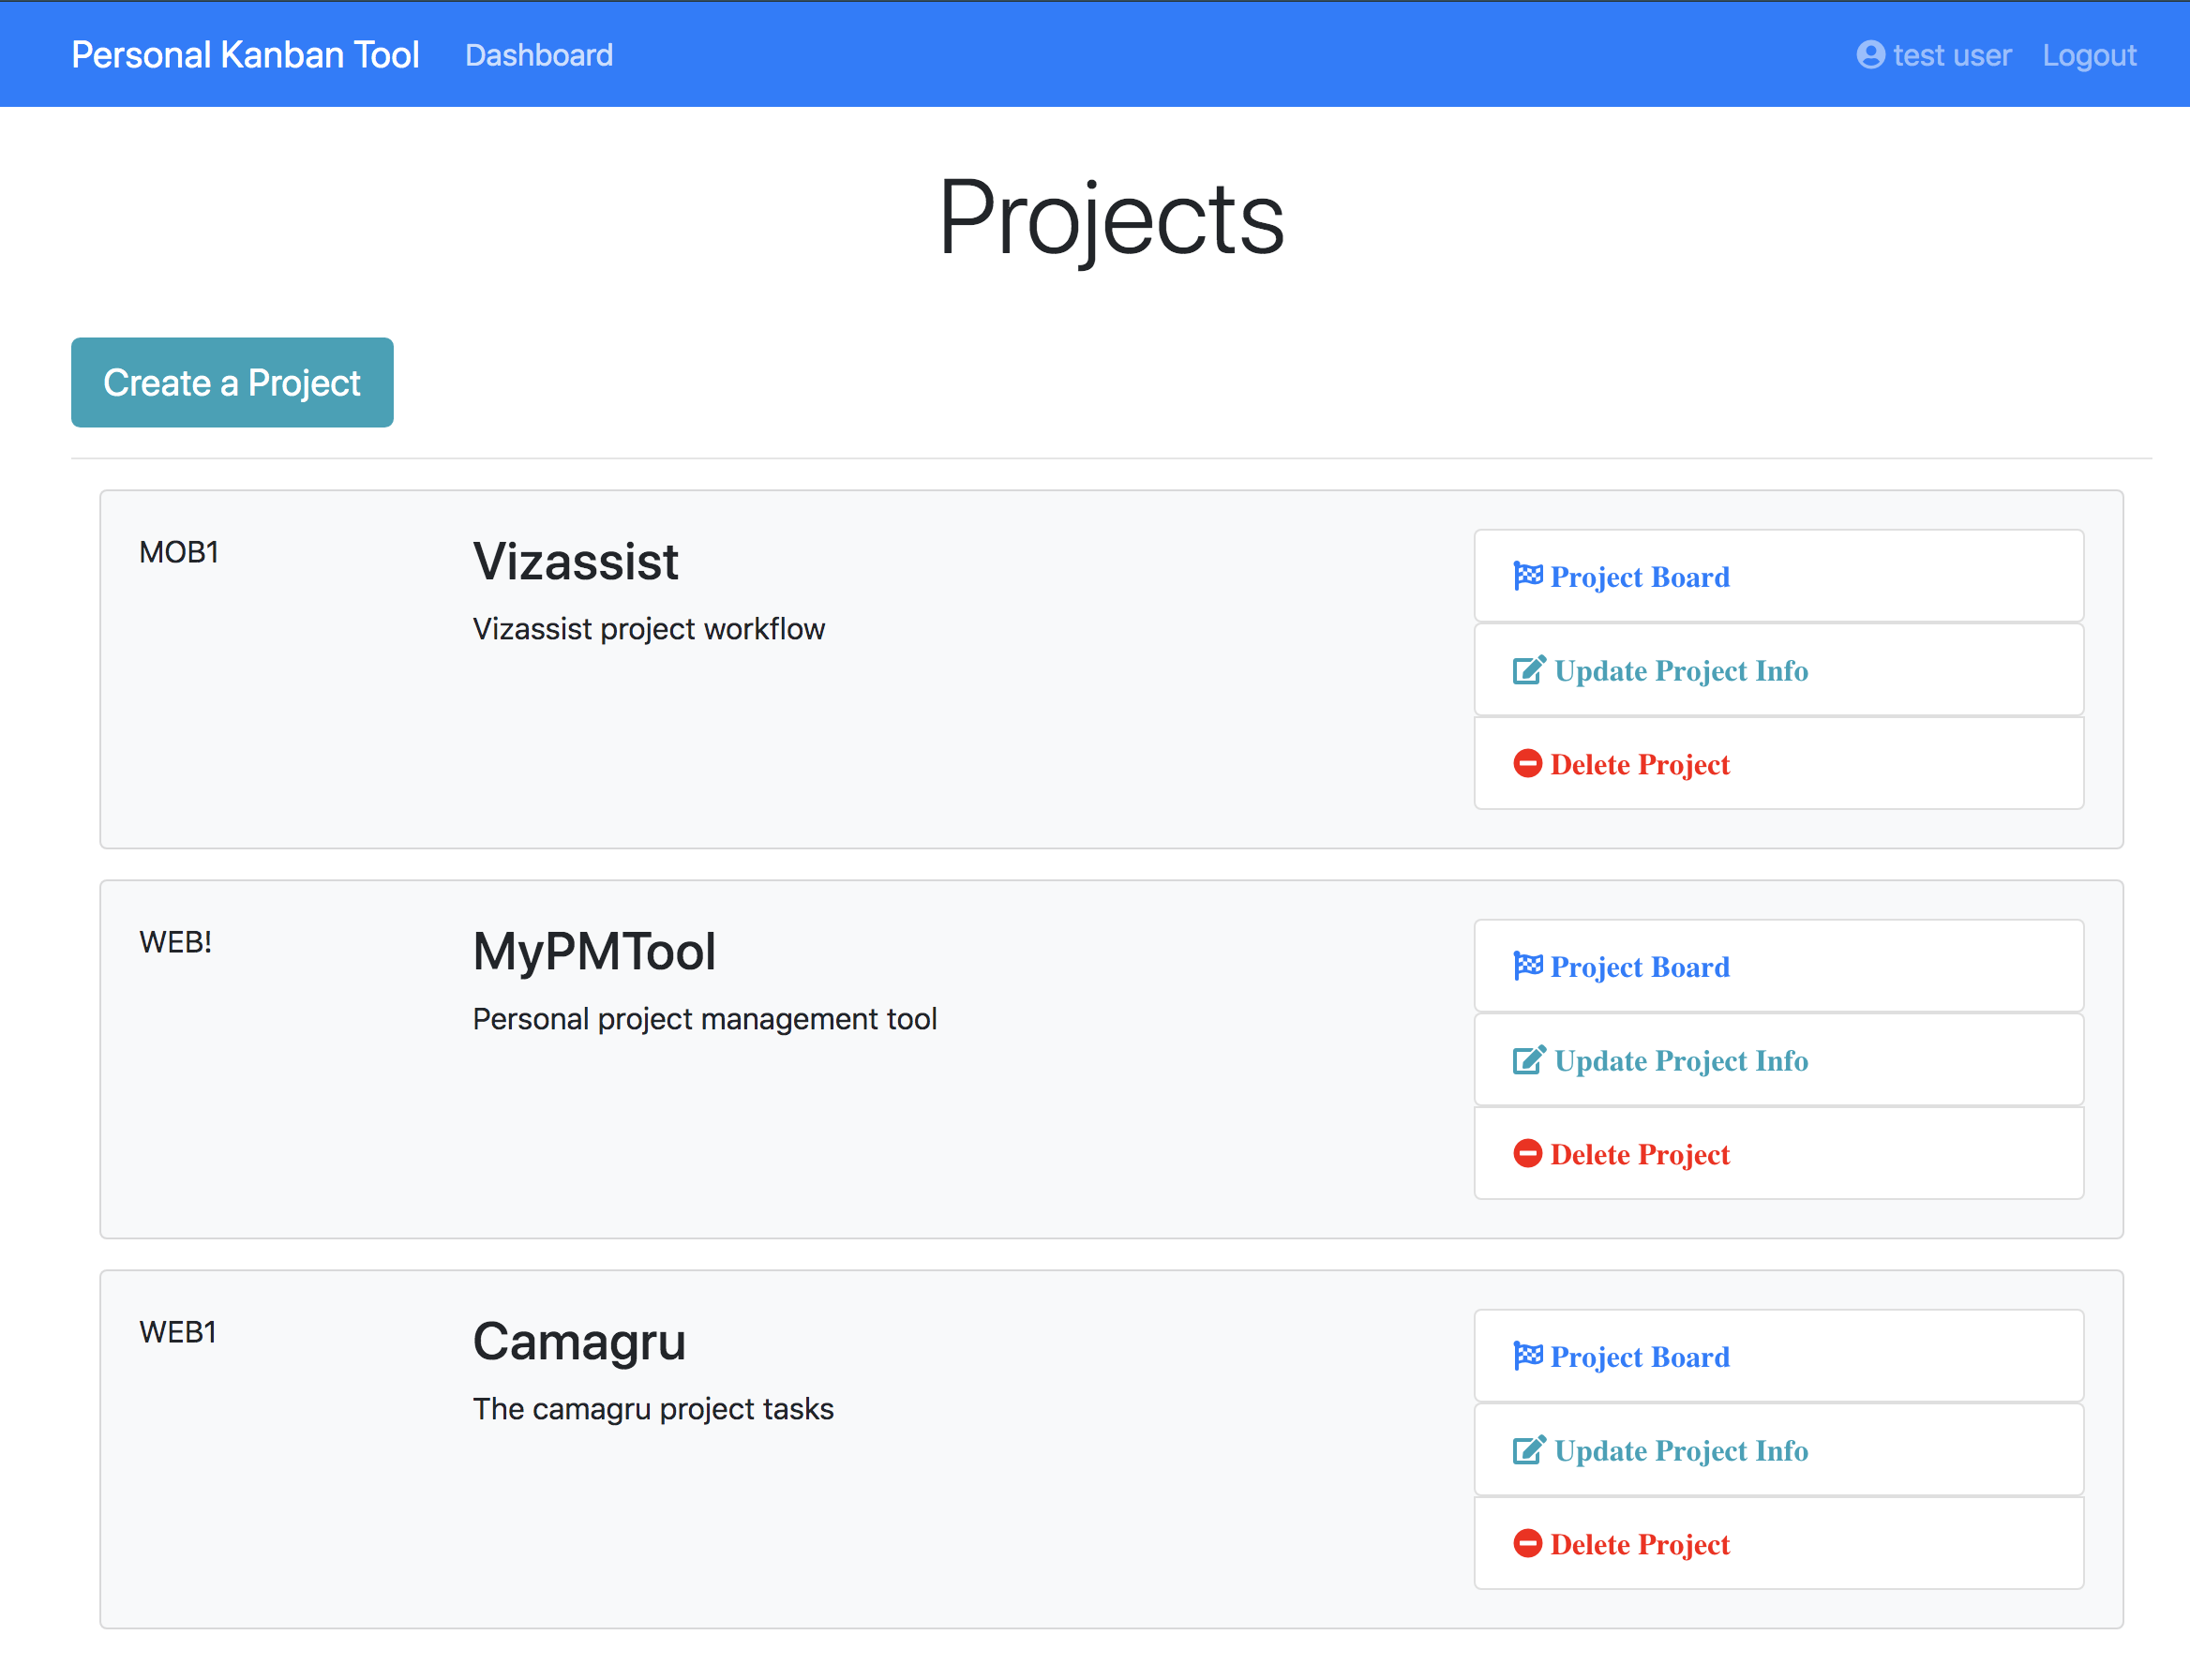 Personal Kanban Tool Dashboard test user Logout
Projects
Create a Project
MOB1
Vizassist
Vizassist project workflow
Project Board
Update Project Info
Delete Project
WEB!
MyPMTool
Personal project management tool
Project Board
Update Project Info
Delete Project
WEB1
Camagru
The camagru project tasks
Project Board
Update Project Info
Delete Project